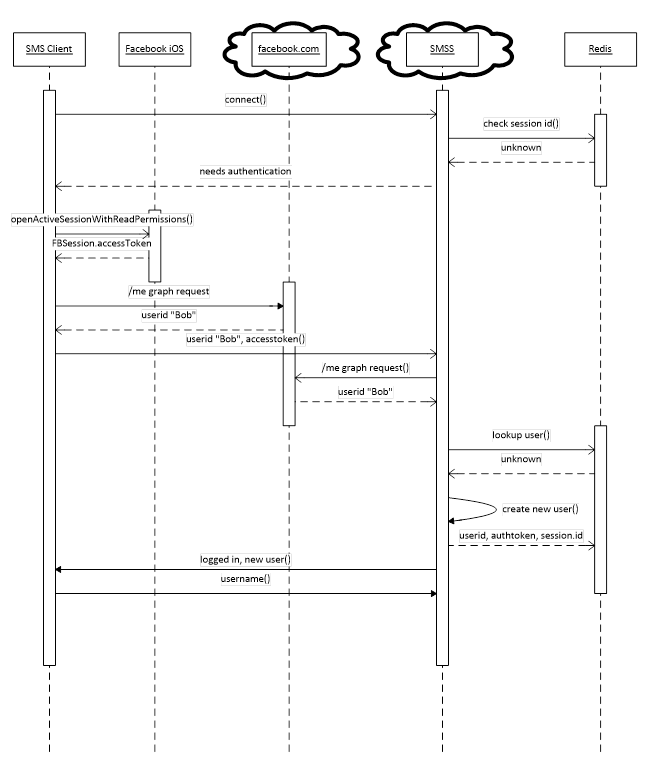 SMS Client
Facebook iOS
facebook.com
SMSS
Redis
connect()
check session id()
unknown
needs authentication
openActiveSessionWithReadPermissions()
FBSession.accessToken
/me graph request
userid "Bob"
userid "Bob", accesstoken()
/me graph request()
userid "Bob"
lookup user()
unknown
create new user()
userid, authtoken, session.id
logged in, new user()
username()